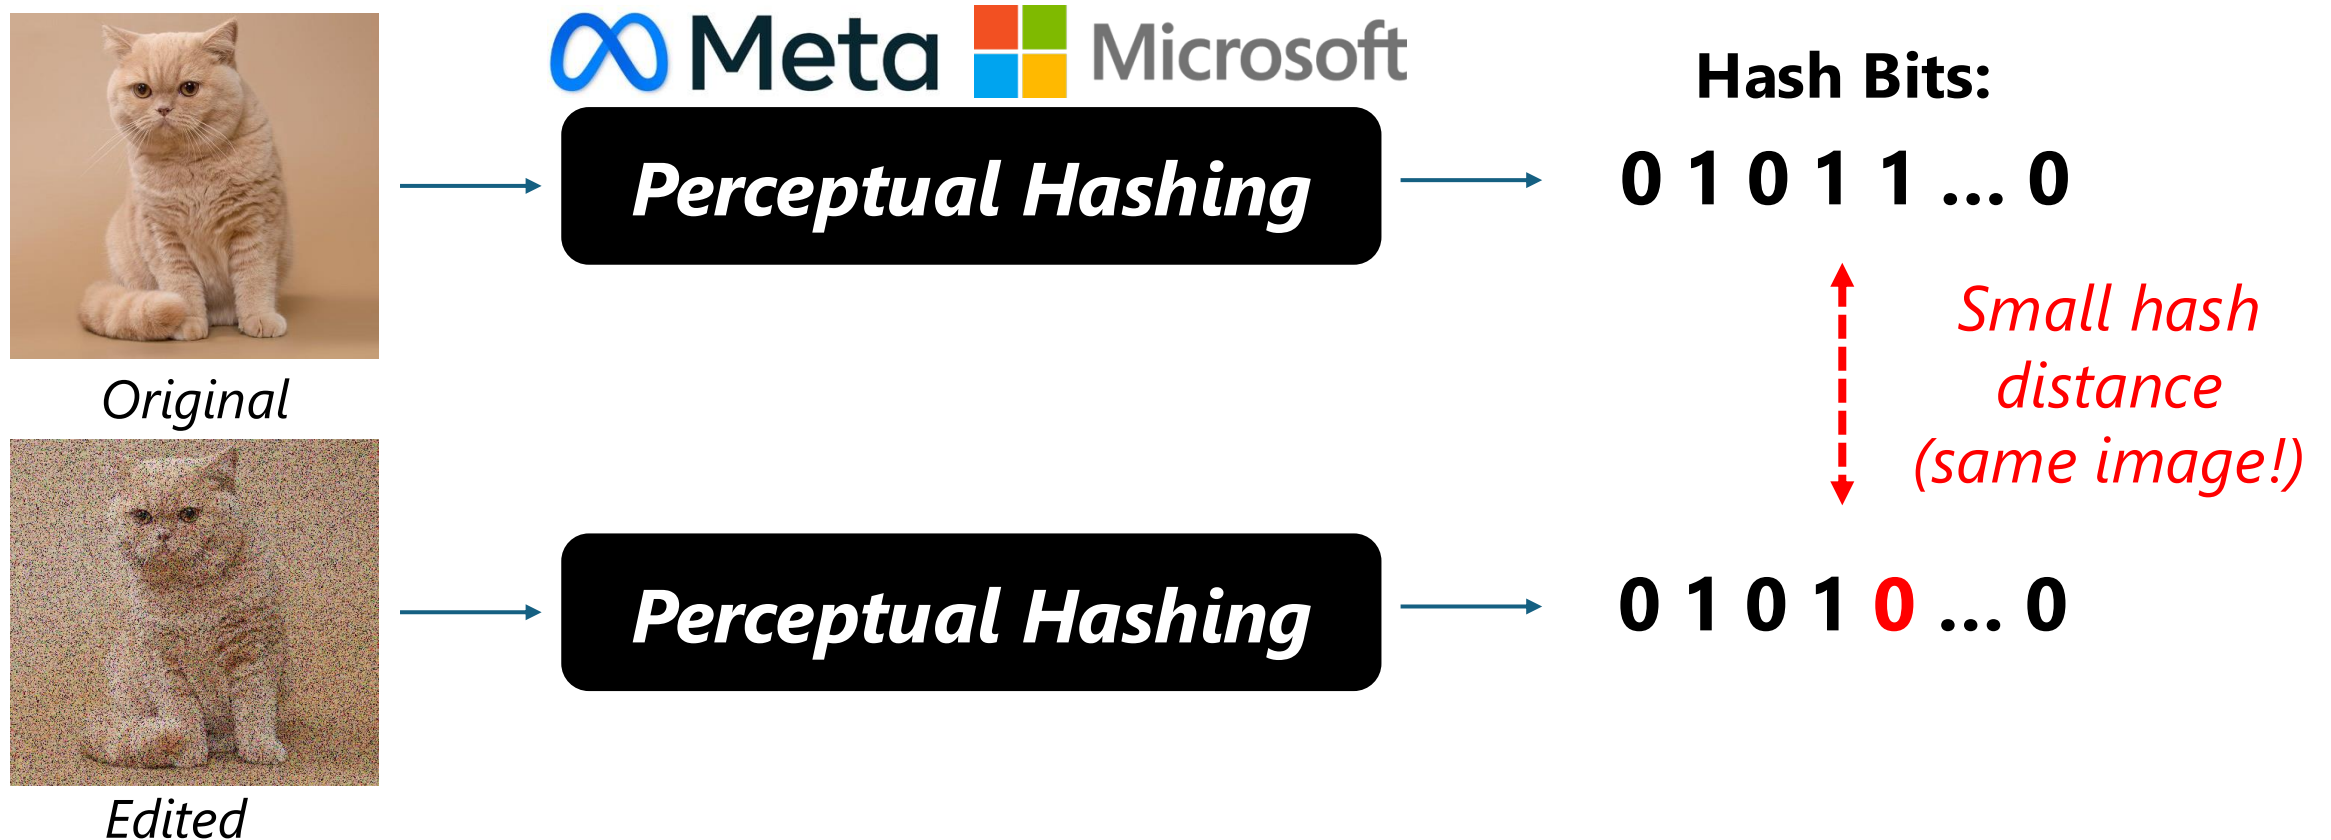 Meta Microsoft
Hash Bits:
Perceptual Hashing
0 1 0 1 1 ... 0
Original
Small hash
distance
(same image!)
Perceptual Hashing
0 1 0 1 0 ... 0
Edited